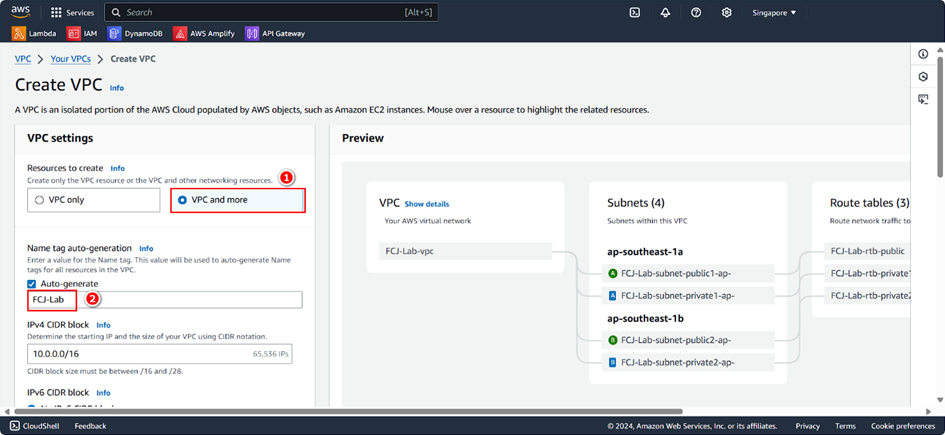 aws
Services
Search
[Alt+S]
Singapore
Lambda
IAM
DynamoDB
AWS Amplify
API Gateway
VPC
Your VPCs
Create VPC
Create VPC Info
A VPC is an isolated portion of the AWS Cloud populated by AWS objects, such as Amazon EC2 instances. Mouse over a resource to highlight the related resources.
VPC settings
Resources to create Info
Create only the VPC resource or the VPC and other networking resources.
1
VPC only
VPC and more
Name tag auto-generation Info
Enter a value for the Name tag. This value will be used to auto-generate Name
tags for all resources in the VPC.
Auto-generate
FCJ-Lab
2
IPv4 CIDR block Info
Determine the starting IP and the size of your VPC using CIDR notation.
10.0.0.0/16
65,536 IPs
CIDR block size must be between /16 and /28.
IPv6 CIDR block Info
Preview
VPC Show details
Your AWS virtual network
FCJ-Lab-vpc
Subnets (4)
Subnets within this VPC
ap-southeast-1a
A FCJ-Lab-subnet-public1-ap-
A FCJ-Lab-subnet-private1-ap-
ap-southeast-1b
B FCJ-Lab-subnet-public2-ap-
B FCJ-Lab-subnet-private2-ap-
Route tables (3)
Route network traffic to
FCJ-Lab-rtb-public
FCJ-Lab-rtb-private1
FCJ-Lab-rtb-private2
CloudShell
Feedback
© 2024, Amazon Web Services, Inc. or its affiliates.
Privacy
Terms
Cookie preferences